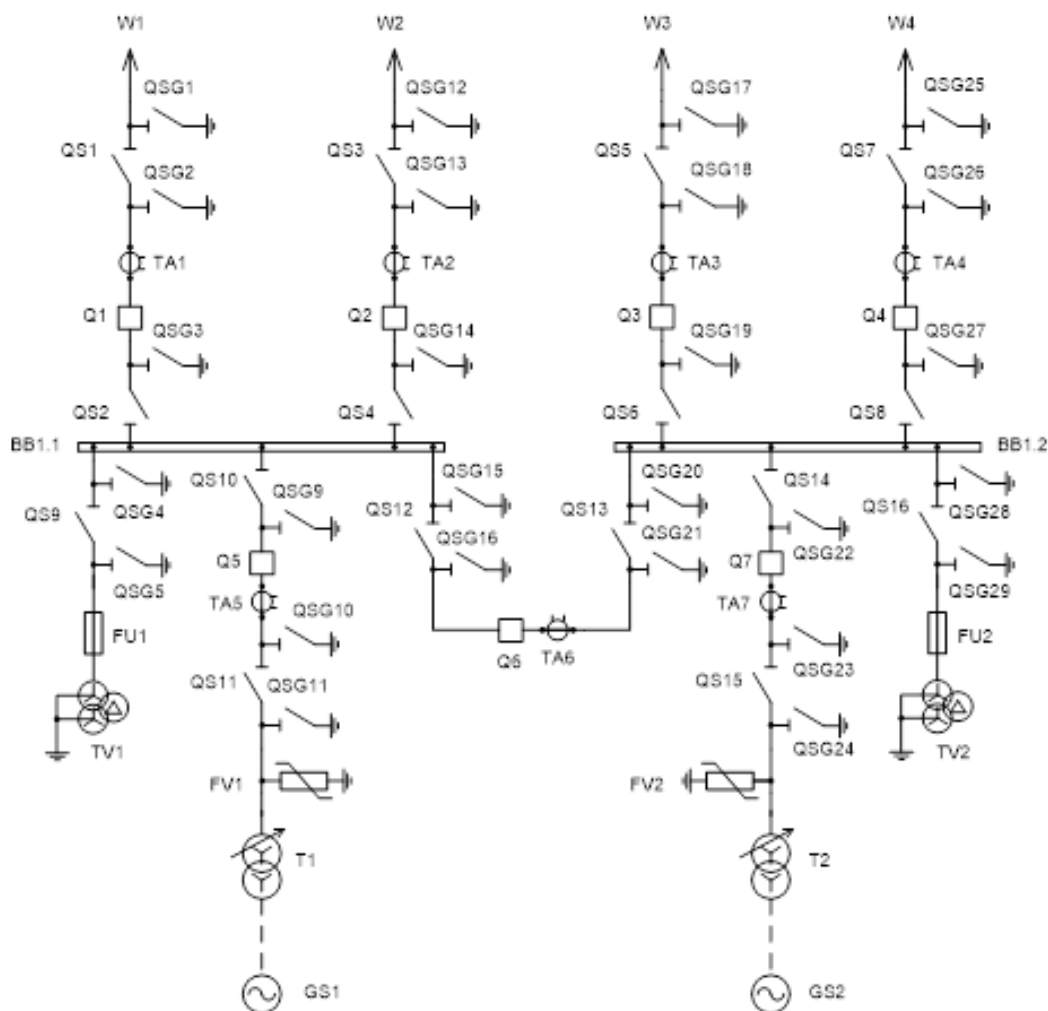 W1 W2 W3 W4
QSG1 QSG12 QSG17 QSG25
QS1 QS3 QS5 QS7
QSG2 QSG13 QSG18 QSG26
TA1 TA2 TA3 TA4
Q1 Q2 Q3 Q4
QSG3 QSG14 QSG19 QSG27
QS2 QS4 QS6 QS8
BB1.1 BB1.2
QSG15 QSG20
QS10 QSG9 QS14
QS9 QSG4 QS12 QS13 QS16 QSG28
QSG16 QSG21
Q5 QSG22 Q7
QSG5 QSG29
TA5 QSG10 TA7
FU1 FU2
Q6 TA6
QSG23
QS11 QSG11 QS15
TV1 QSG24 TV2
FV1 FV2
T1 T2
GS1 GS2